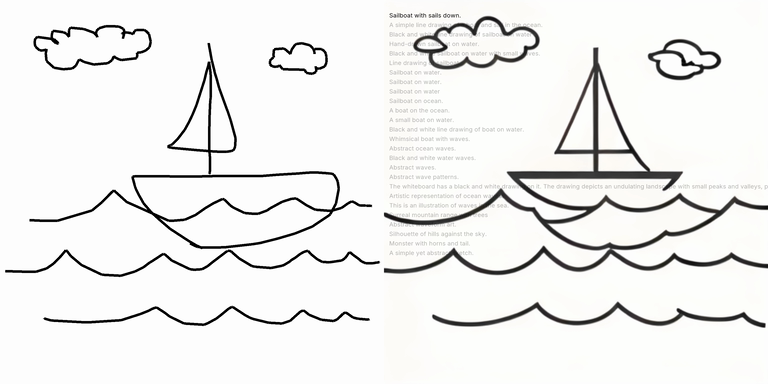 Sailboat with sails down.
A simple line drawing of and sail in the ocean.
Black and white line drawing of sailboat on water.
Hand-drawn sailboat on water.
Black and white sailboat on water with small waves.
Line drawing of sailboat
Sailboat on water.
Sailboat on water.
Sailboat on water
Sailboat on ocean.
A boat on the ocean.
A small boat on water.
Black and white line drawing of boat on water.
Whimsical boat with waves.
Abstract ocean waves.
Black and white water waves.
Abstract waves.
Abstract wave patterns.
The whiteboard has a black and white drawing on it. The drawing depicts an undulating landscape with small peaks and valleys,
Artistic representation of ocean waves
This is an illustration of waves in the sea.
Surreal mountain range trees
Abstract art.
Silhouette of hills against the sky.
Monster with horns and tail.
A simple yet abstract sketch.